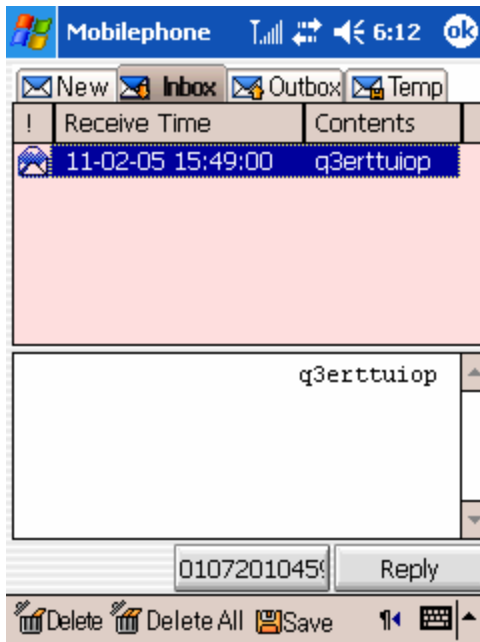 Mobilephone 6:12 ok
New Inbox Outbox Temp
! Receive Time Contents
11-02-05 15:49:00 q3erttuiop
q3erttuiop
Reply
Delete Delete All Save